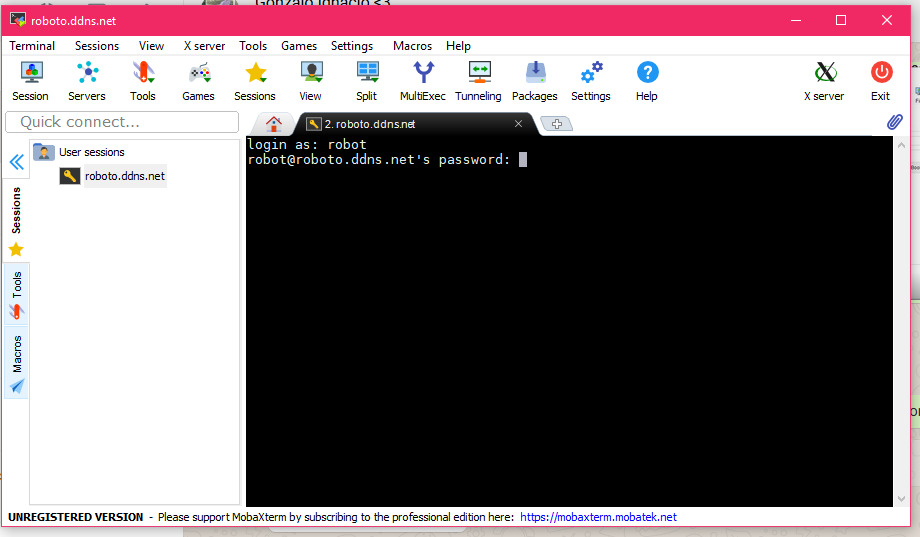 Gonzalo Ignacio <3
roboto.ddns.net
Terminal Sessions View X server Tools Games Settings Macros Help
Session Servers Tools Games Sessions View Split MultiExec Tunneling Packages Settings Help X server Exit
Quick connect...
2. roboto.ddns.net
User sessions
roboto.ddns.net
Sessions
Tools
Macros
login as: robot
robot@roboto.ddns.net's password:
UNREGISTERED VERSION - Please support MobaXterm by subscribing to the professional edition here: https://mobaxterm.mobatek.net